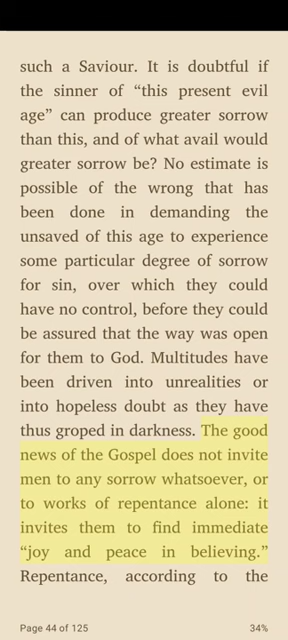 such a Saviour. It is doubtful if
the sinner of “this present evil
age” can produce greater sorrow
than this, and of what avail would
greater sorrow be? No estimate is
possible of the wrong that has
been done in demanding the
unsaved of this age to experience
some particular degree of sorrow
for sin, over which they could
have no control, before they could
be assured that the way was open
for them to God. Multitudes have
been driven into unrealities or
into hopeless doubt as they have
thus groped in darkness. The good
news of the Gospel does not invite
men to any sorrow whatsoever, or
to works of repentance alone: it
invites them to find immediate
“joy and peace in believing.”
Repentance, according to the
Page 44 of 125 34%